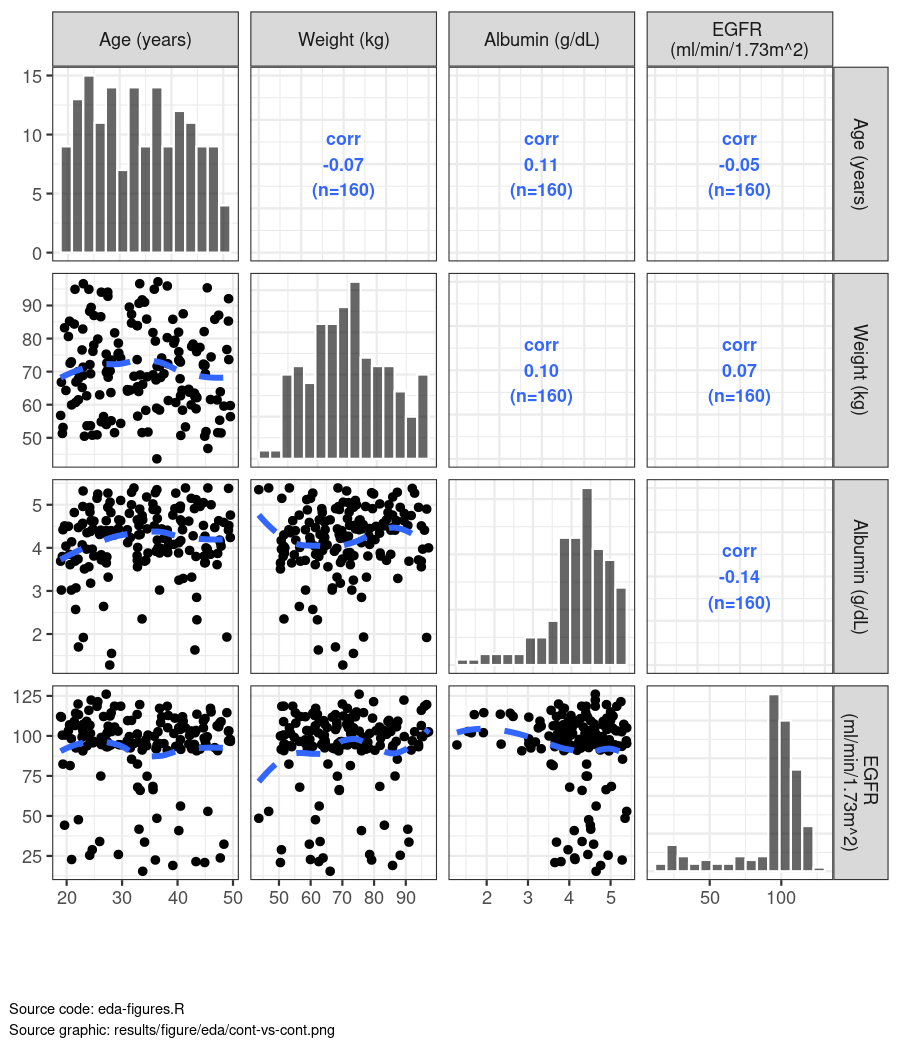 Age (years)
Weight (kg)
Albumin (g/dL)
EGFR
(ml/min/1.73m^2)
15
10
5
0
corr
-0.07
(n=160)
corr
0.11
(n=160)
corr
-0.05
(n=160)
Age (years)
90
80
70
60
50
corr
0.10
(n=160)
corr
0.07
(n=160)
Weight (kg)
5
4
3
2
corr
-0.14
(n=160)
Albumin (g/dL)
125
100
75
50
25
EGFR
(ml/min/1.73m^2)
20 30 40 50
50 60 70 80 90
2 3 4 5
50 100
Source code: eda-figures.R
Source graphic: results/figure/eda/cont-vs-cont.png